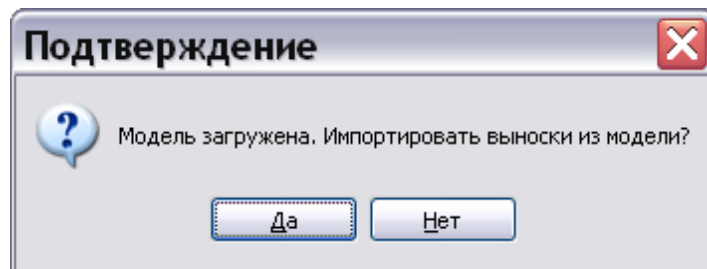 Подтверждение
Модель загружена. Импортировать выноски из модели?
Да
Нет